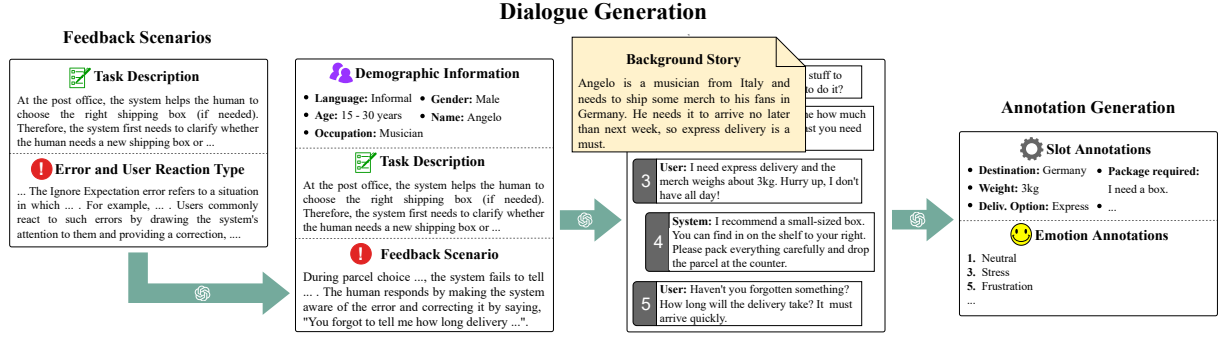 Dialogue Generation
Feedback Scenarios
Task Description
At the post office, the system helps the human to
choose the right shipping box (if needed).
Therefore, the system first needs to clarify whether
the human needs a new shipping box or ...
Error and User Reaction Type
... The Ignore Expectation error refers to a situation
in which ... . For example, ... . Users commonly
react to such errors by drawing the system's
attention to them and providing a correction, ....
Demographic Information
Language: Informal
Gender: Male
Age: 15 - 30 years
Name: Angelo
Occupation: Musician
Task Description
At the post office, the system helps the human to
choose the right shipping box (if needed).
Therefore, the system first needs to clarify whether
the human needs a new shipping box or ...
Feedback Scenario
During parcel choice ..., the system fails to tell
... . The human responds by making the system
aware of the error and correcting it by saying,
"You forgot to tell me how long delivery ...".
Background Story
Angelo is a musician from Italy and
needs to ship some merch to his fans in
Germany. He needs it to arrive no later
than next week, so express delivery is a
must.
stuff to
to do it?
me how much
ust you need
3
User: I need express delivery and the
merch weighs about 3kg. Hurry up, I don't
have all day!
4
System: I recommend a small-sized box.
You can find in on the shelf to your right.
Please pack everything carefully and drop
the parcel at the counter.
5
User: Haven't you forgotten something?
How long will the delivery take? It must
arrive quickly.
Annotation Generation
Slot Annotations
Destination: Germany
Package required:
Weight: 3kg
I need a box.
Deliv. Option: Express
...
Emotion Annotations
1. Neutral
3. Stress
5. Frustration
...